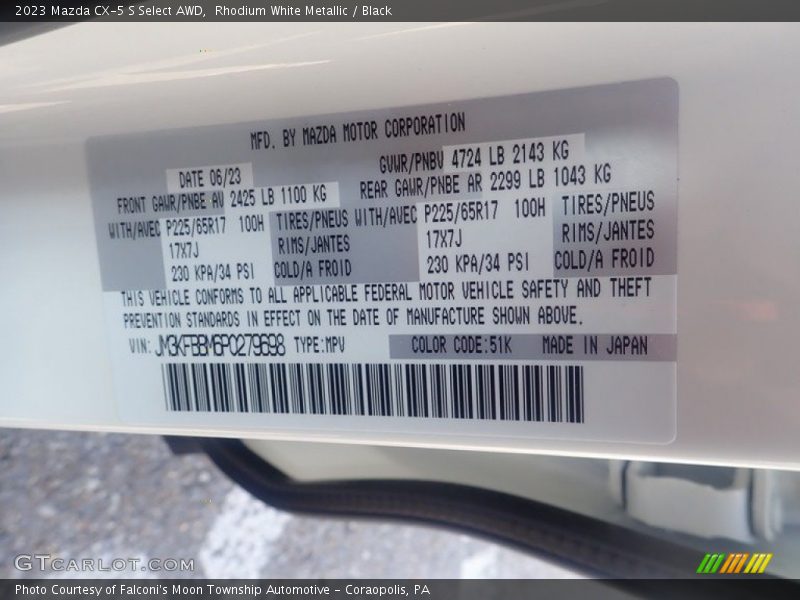 2023 Mazda CX-5 S Select AWD,  Rhodium White Metallic / Black
MFD. BY MAZDA MOTOR CORPORATION
DATE 06/23 GVWR/PNBV 4724 LB 2143 KG
FRONT GAWR/PNBE AV 2425 LB 1100 KG REAR GAWR/PNBE AR 2299 LB 1043 KG
WITH/AVEC P225/65R17 100H TIRES/PNEUS WITH/AVEC P225/65R17 100H TIRES/PNEUS
17X7J RIMS/JANTES 17X7J RIMS/JANTES
230 KPA/34 PSI COLD/A FROID 230 KPA/34 PSI COLD/A FROID
THIS VEHICLE CONFORMS TO ALL APPLICABLE FEDERAL MOTOR VEHICLE SAFETY AND THEFT
PREVENTION STANDARDS IN EFFECT ON THE DATE OF MANUFACTURE SHOWN ABOVE.
VIN: JM3KFBBM6P0279698 TYPE:MPV COLOR CODE:51K MADE IN JAPAN
GTCARLOT.COM
Photo Courtesy of Falconi's Moon Township Automotive - Coraopolis, PA